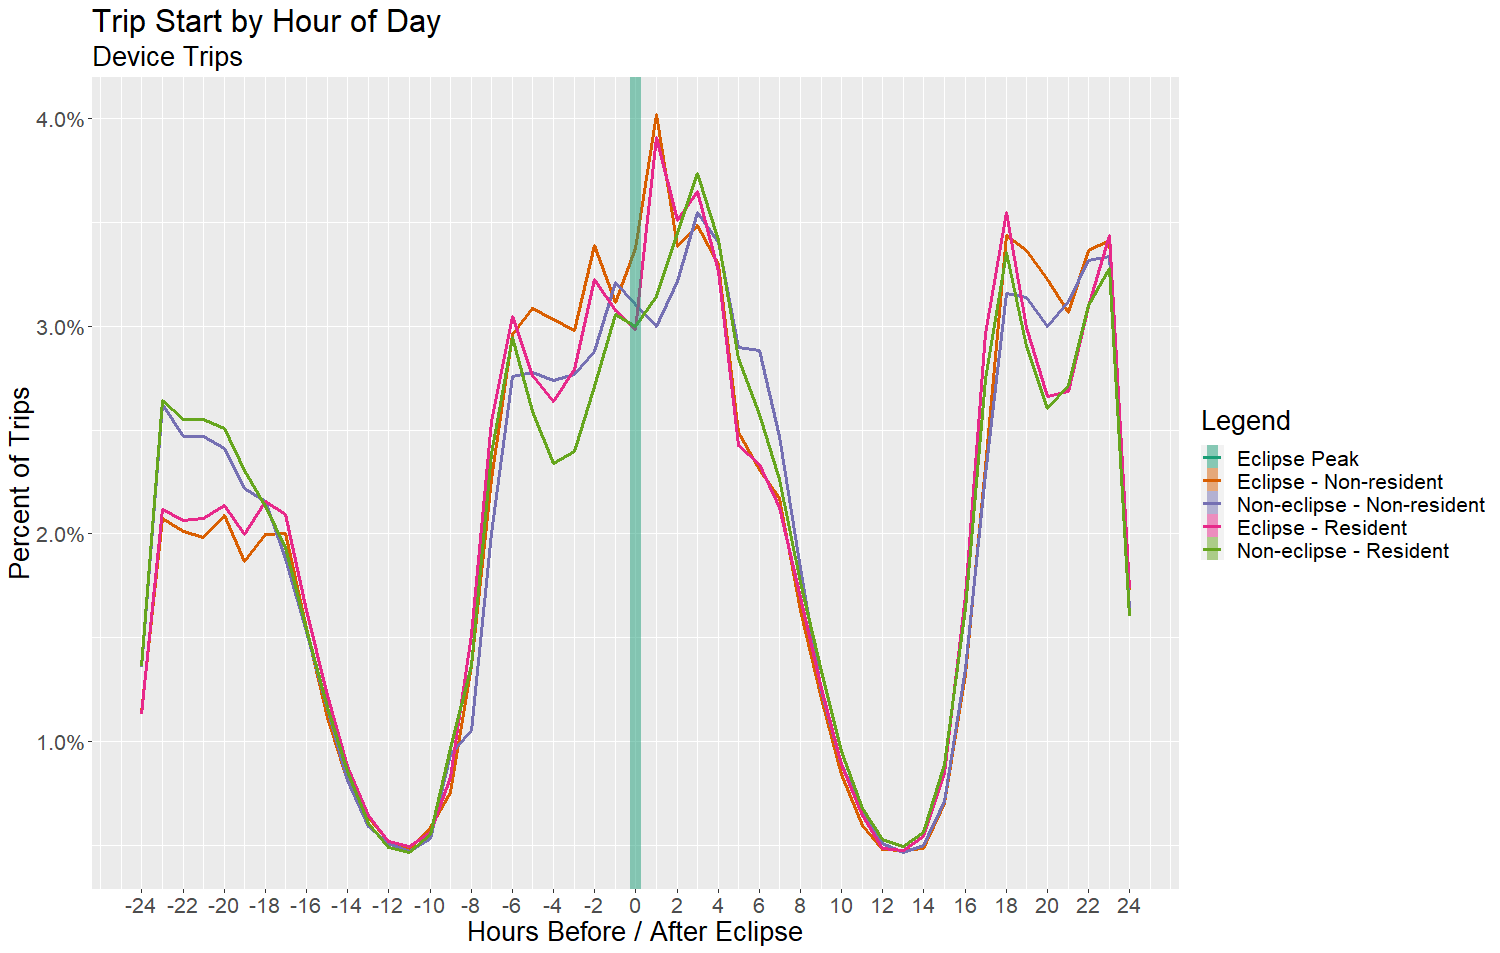 Trip Start by Hour of Day
Device Trips
Percent of Trips
4.0%
3.0%
2.0%
1.0%
-24 -22 -20 -18 -16 -14 -12 -10 -8 -6 -4 -2 0 2 4 6 8 10 12 14 16 18 20 22 24
Hours Before / After Eclipse
Legend
Eclipse Peak
Eclipse - Non-resident
Non-eclipse - Non-resident
Eclipse - Resident
Non-eclipse - Resident